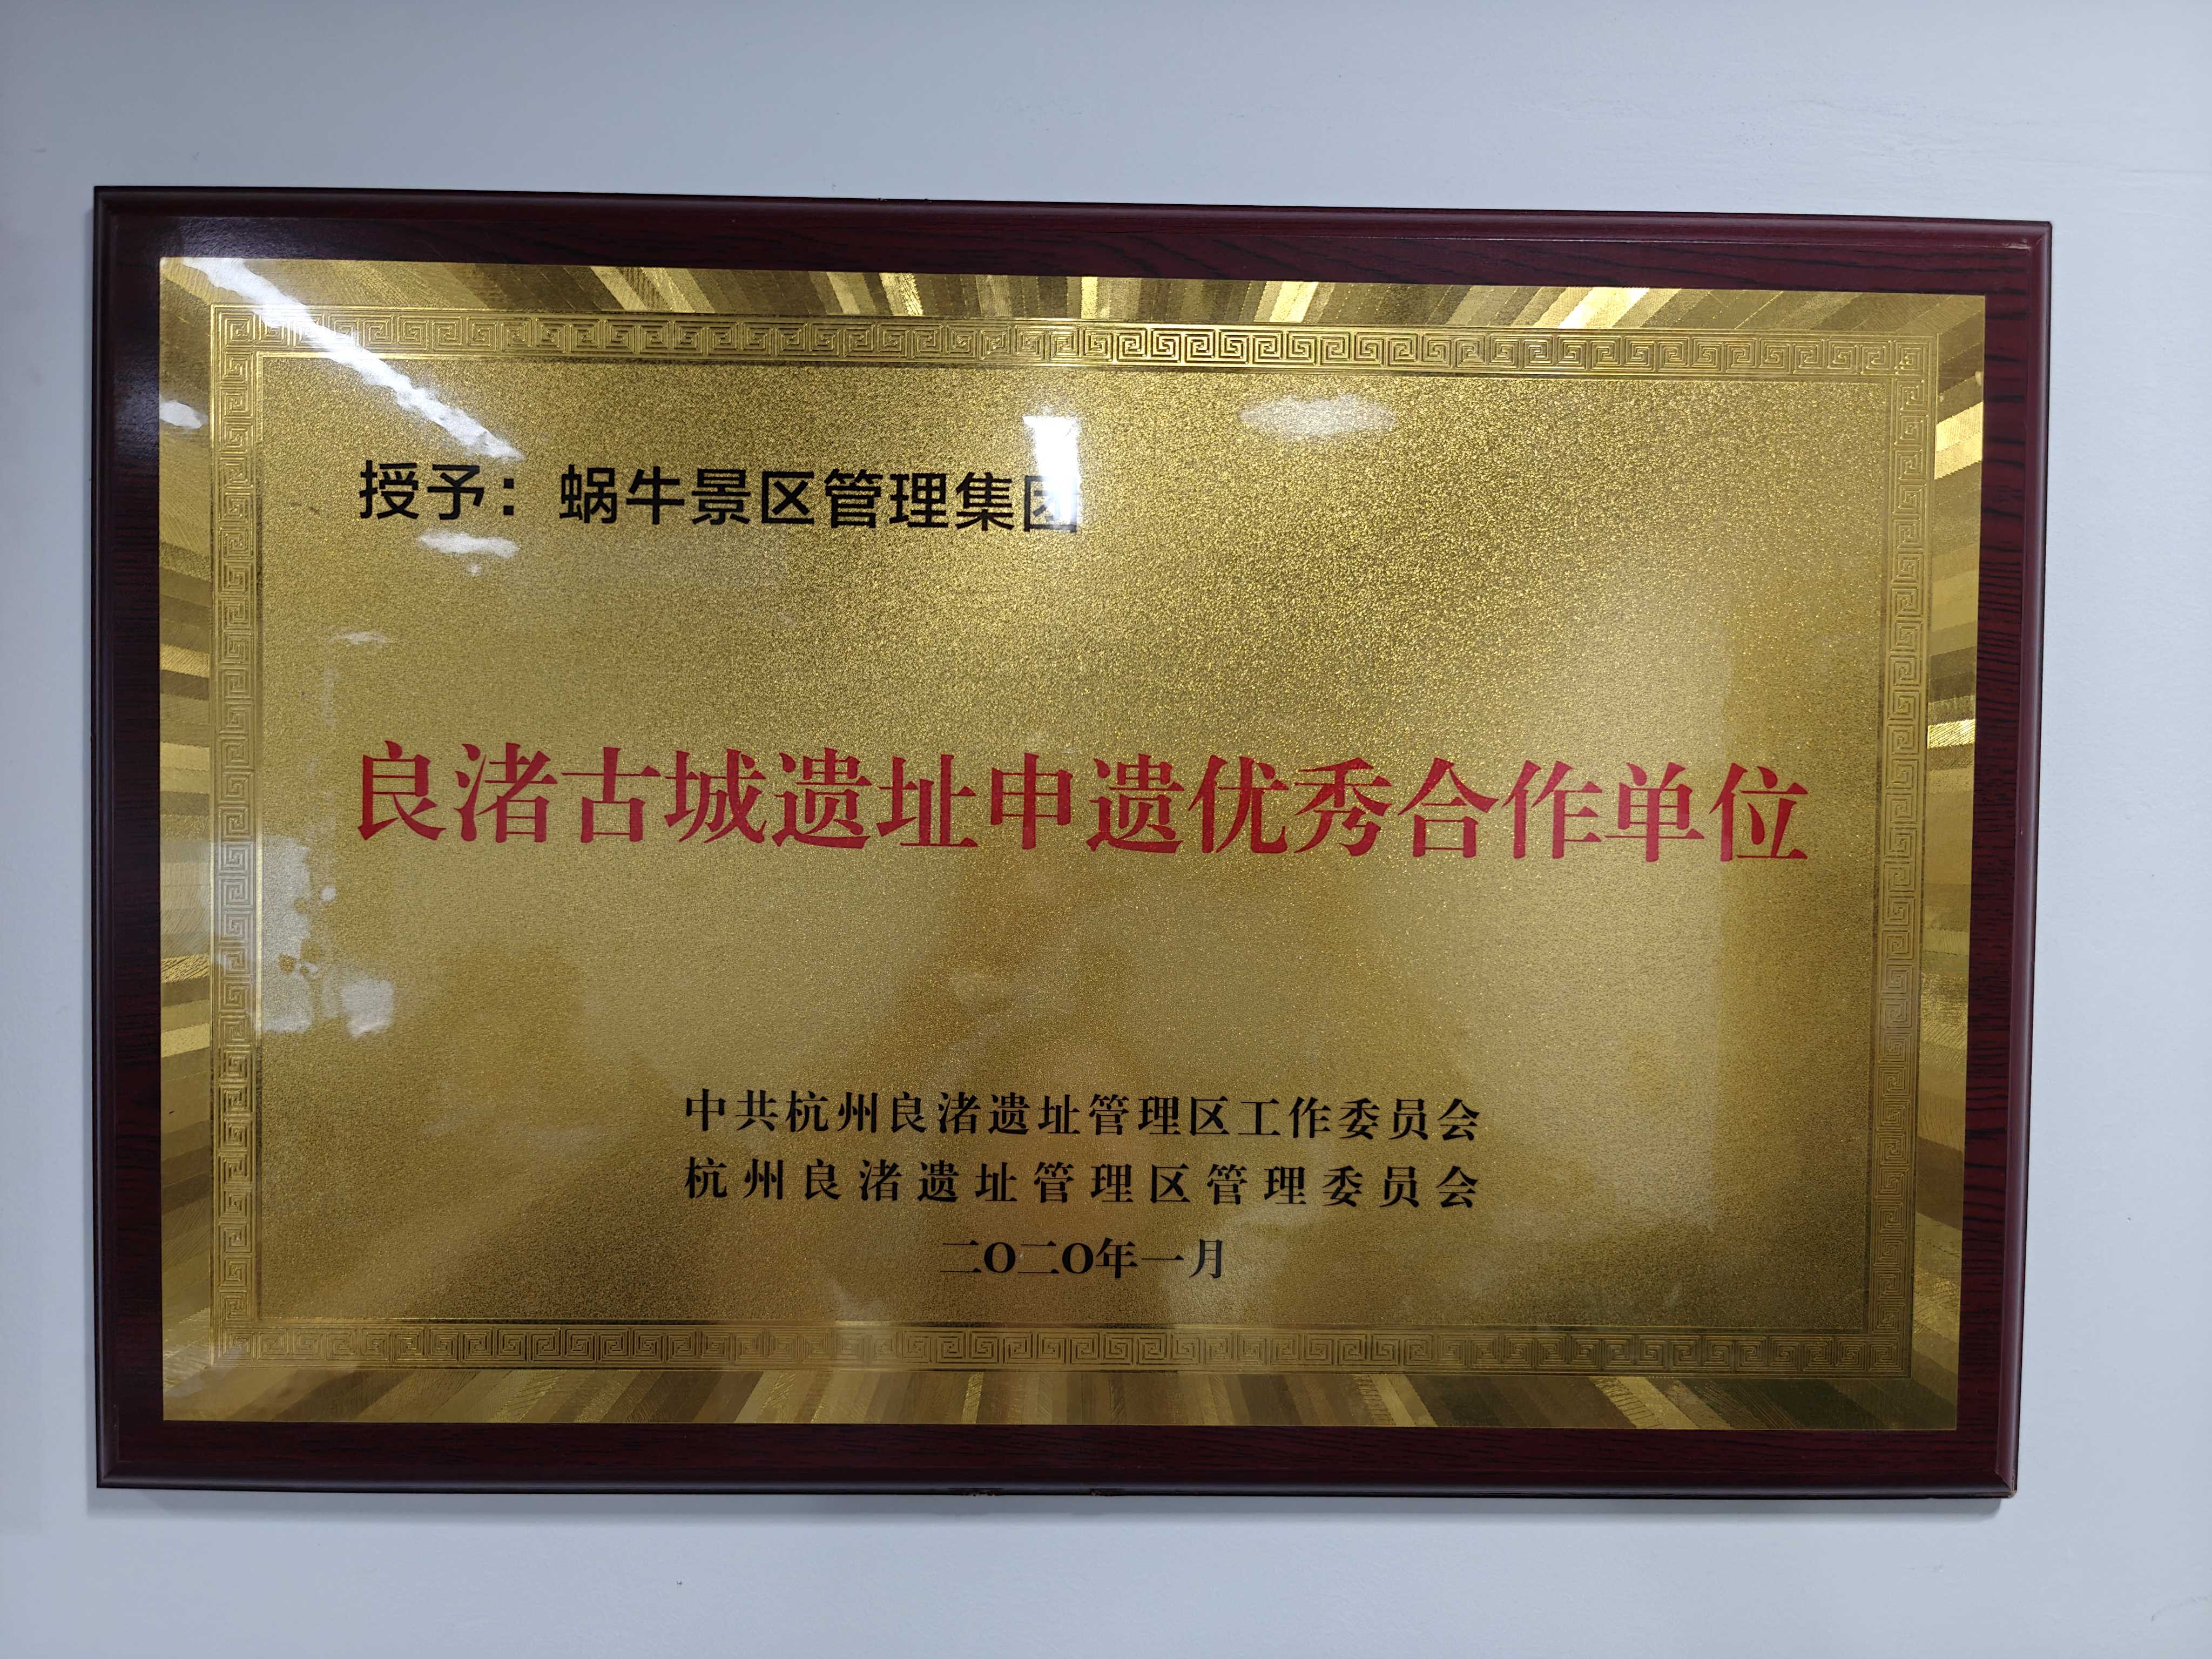 授予：蜗牛景区管理集团
良渚古城遗址申遗优秀合作单位
中共杭州良渚遗址管理区工作委员会
杭州良渚遗址管理区管理委员会
二〇二〇年一月